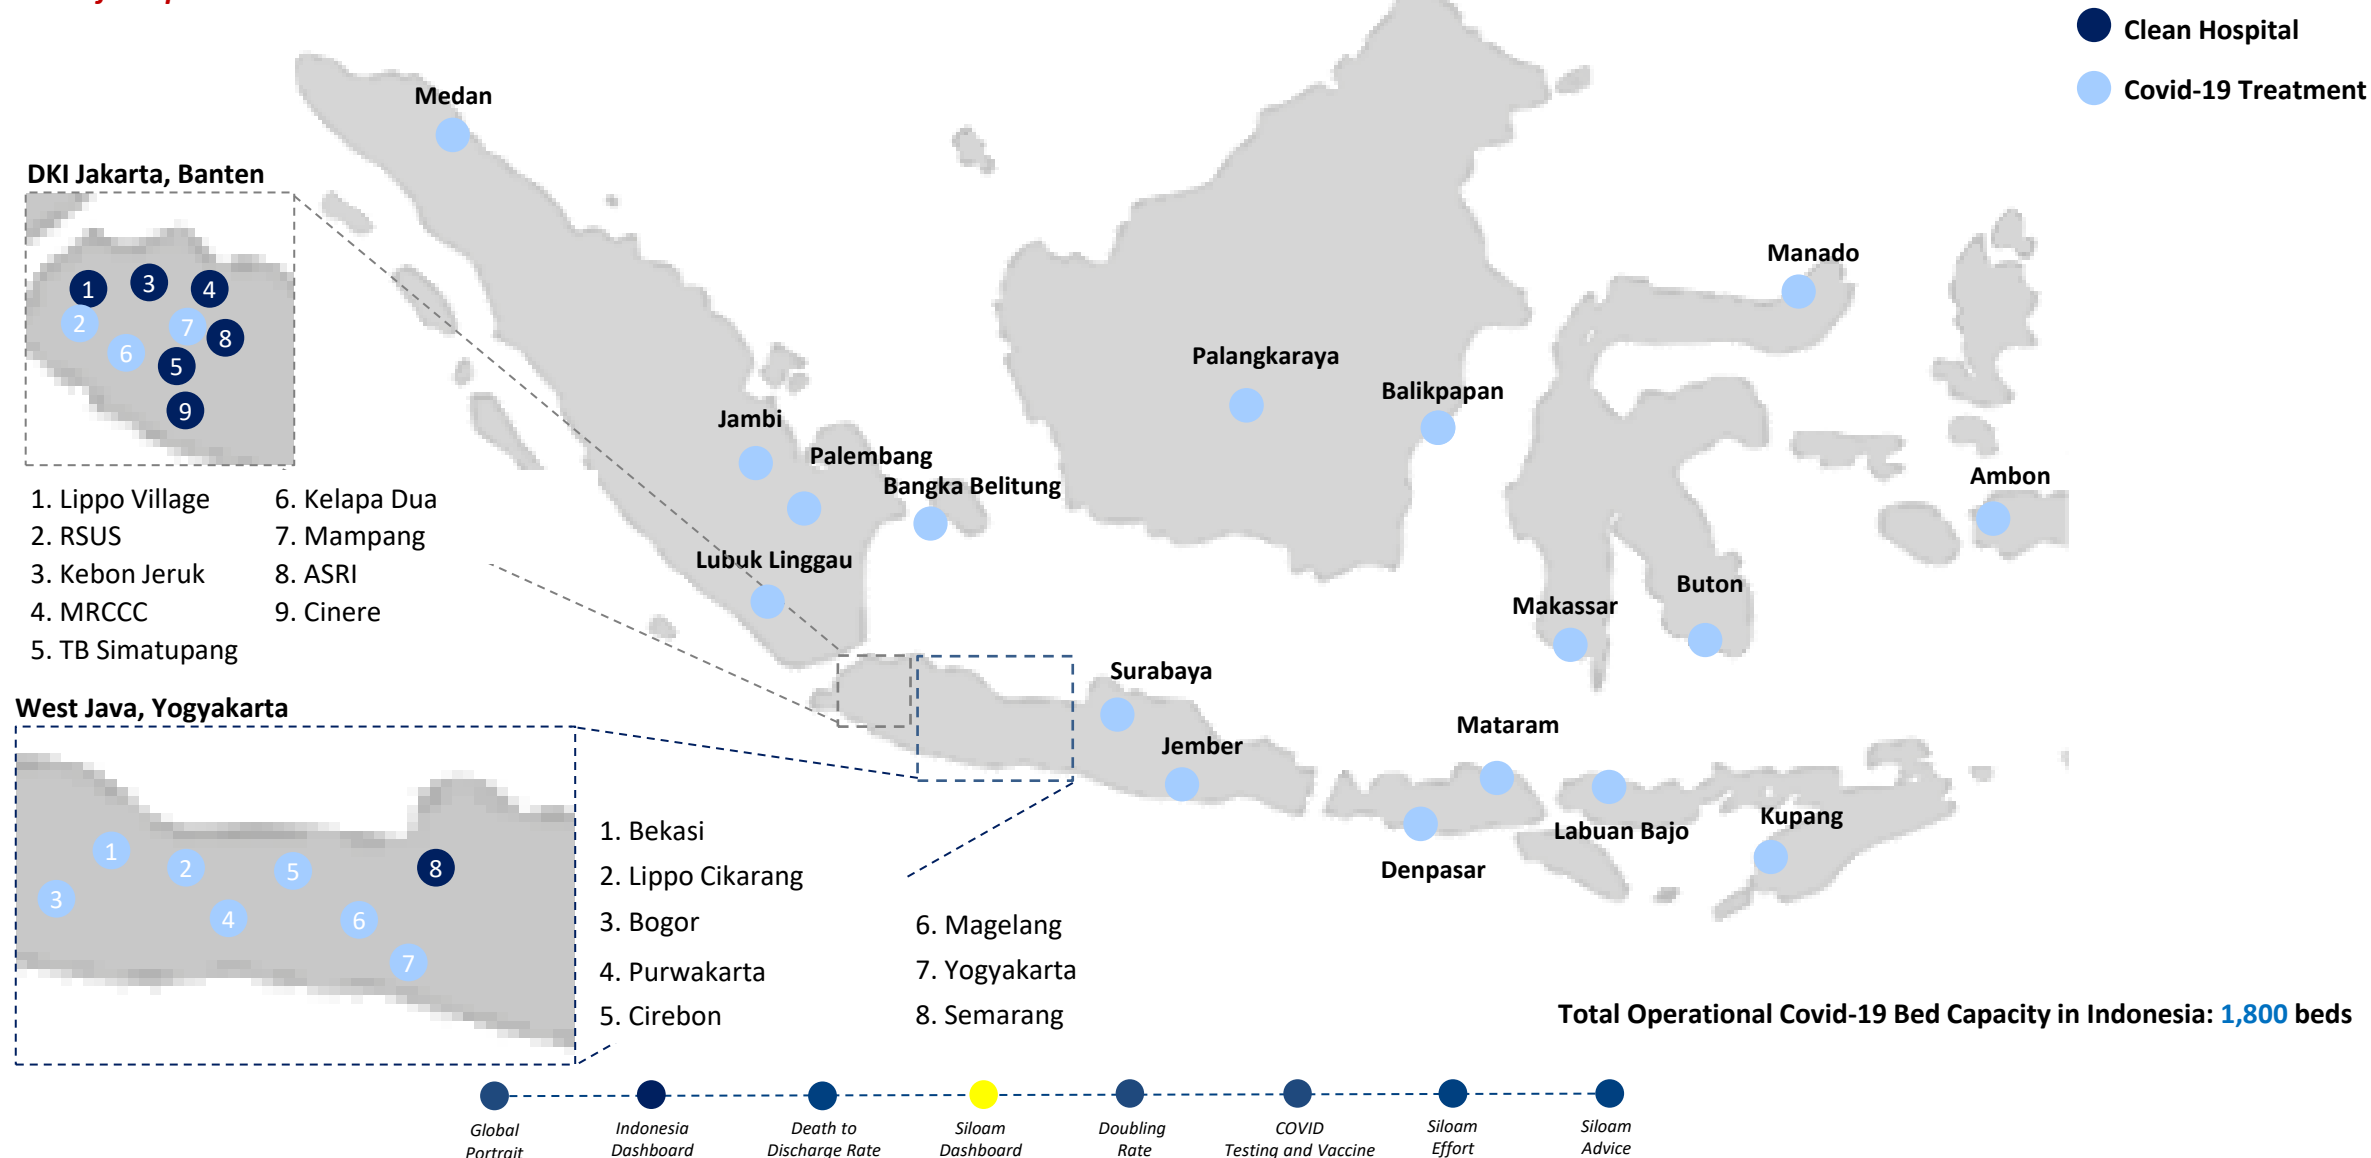 Clean Hospital
Covid-19 Treatment
Medan
DKI Jakarta, Banten
1
3
4
2
7
8
6
5
9
1. Lippo Village
2. RSUS
3. Kebon Jeruk
4. MRCCC
5. TB Simatupang
6. Kelapa Dua
7. Mampang
8. ASRI
9. Cinere
Manado
Palangkaraya
Balikpapan
Jambi
Palembang
Bangka Belitung
Ambon
Lubuk Linggau
Buton
Makassar
Surabaya
Mataram
Jember
Kupang
Labuan Bajo
Denpasar
West Java, Yogyakarta
1
2
5
8
3
4
6
7
1. Bekasi
2. Lippo Cikarang
3. Bogor
4. Purwakarta
5. Cirebon
6. Magelang
7. Yogyakarta
8. Semarang
Total Operational Covid-19 Bed Capacity in Indonesia: 1,800 beds
Global
Portrait
Indonesia
Dashboard
Death to
Discharge Rate
Siloam
Dashboard
Doubling
Rate
COVID
Testing and Vaccine
Siloam
Effort
Siloam
Advice